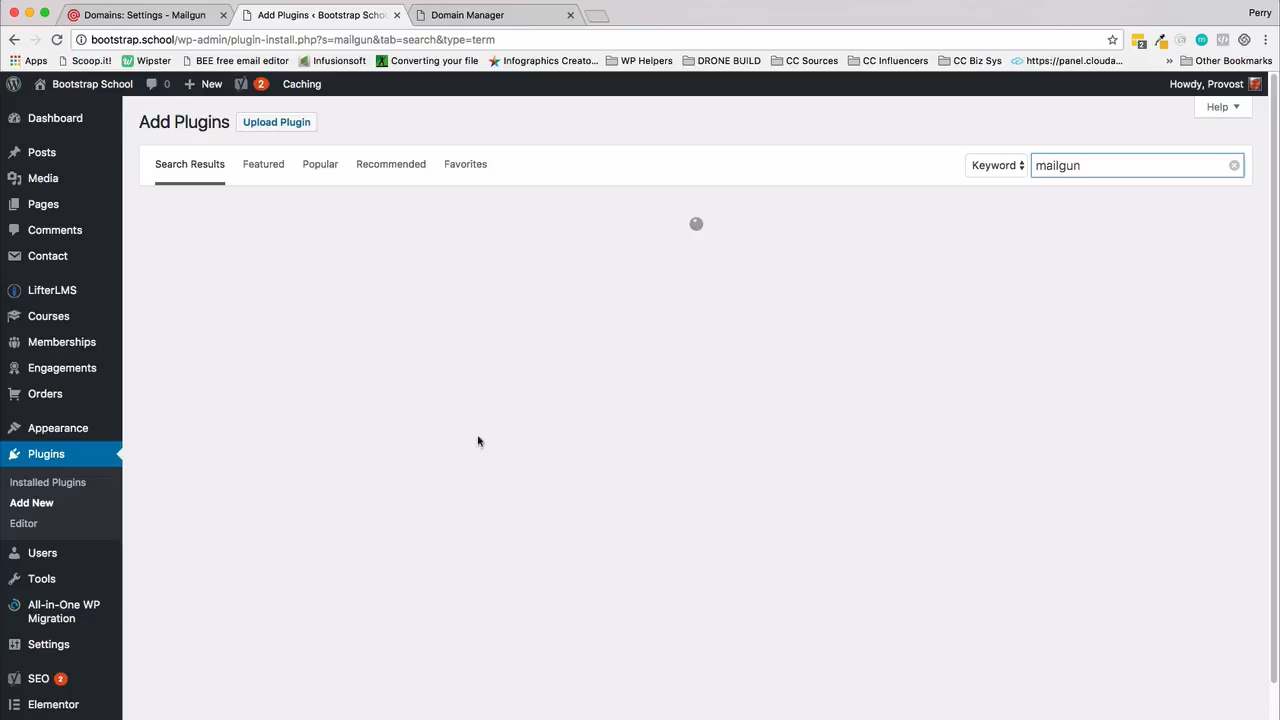 Domains: Settings - Mailgun
Add Plugins ‹ Bootstrap Schoo
Domain Manager
Perry
bootstrap.school/wp-admin/plugin-install.php?s=mailgun&tab=search&type=term
2
Apps
Scoop.it!
Wipster
BEE free email editor
Infusionsoft
Converting your file
Infographics Creato...
WP Helpers
DRONE BUILD
CC Sources
CC Influencers
CC Biz Sys
https://panel.clouda...
»
Other Bookmarks
Bootstrap School
0
+ New
2
Caching
Howdy, Provost
Help
Dashboard
Posts
Media
Pages
Comments
Contact
LifterLMS
Courses
Memberships
Engagements
Orders
Appearance
Plugins
Installed Plugins
Add New
Editor
Users
Tools
All-in-One WP
Migration
Settings
SEO 2
Elementor
Add Plugins
Upload Plugin
Search Results
Featured
Popular
Recommended
Favorites
Keyword
mailgun